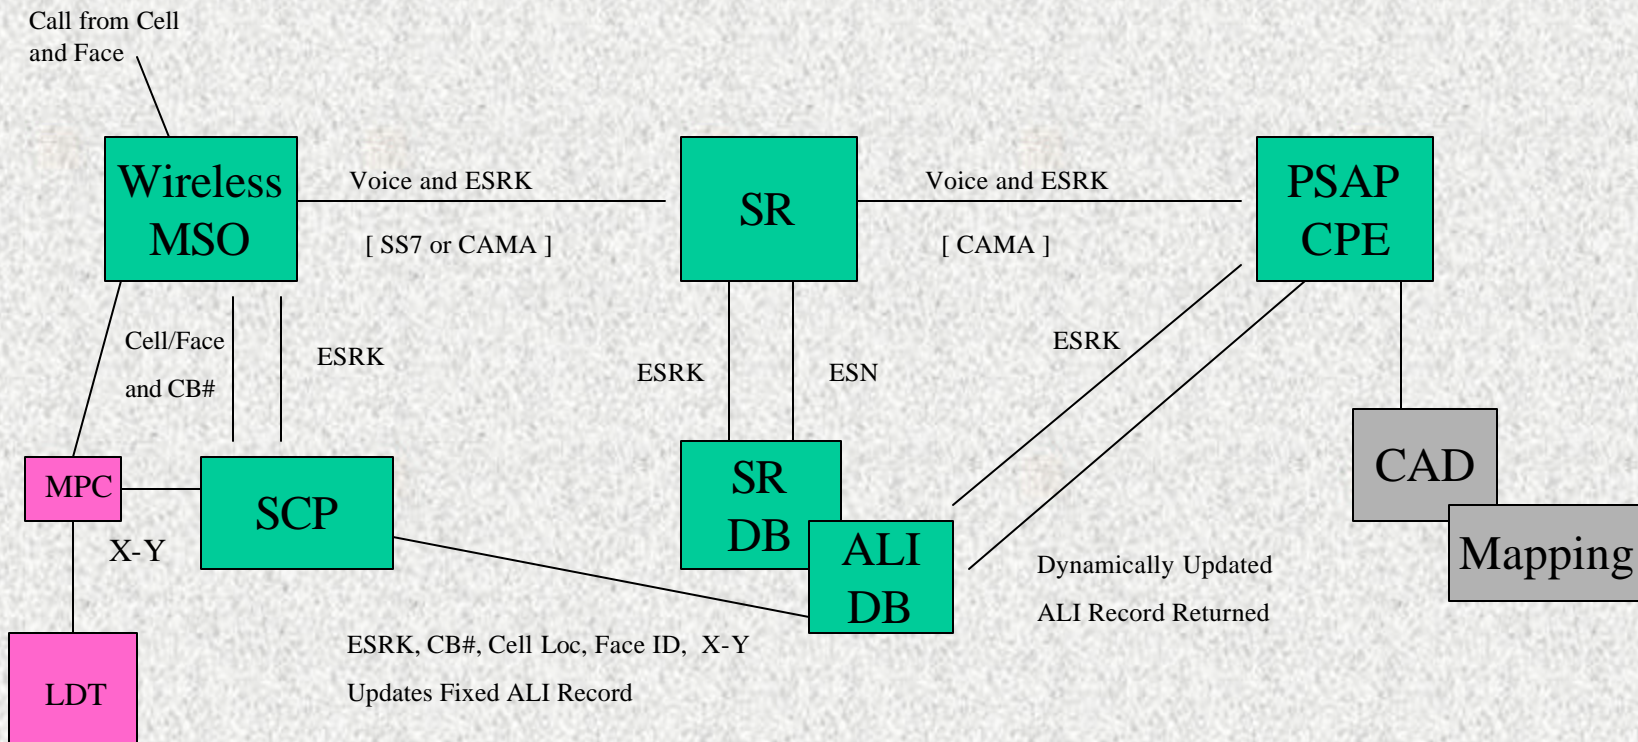 Call from Cell
and Face
Wireless
MSO
Voice and ESRK
[ SS7 or CAMA ]
SR
Voice and ESRK
[ CAMA ]
PSAP
CPE
Cell/Face
and CB#
ESRK
ESRK
ESN
ESRK
MPC
SCP
X-Y
SR
DB
ALI
DB
CAD
Mapping
Dynamically Updated
ALI Record Returned
LDT
ESRK, CB#, Cell Loc, Face ID,  X-Y
Updates Fixed ALI Record